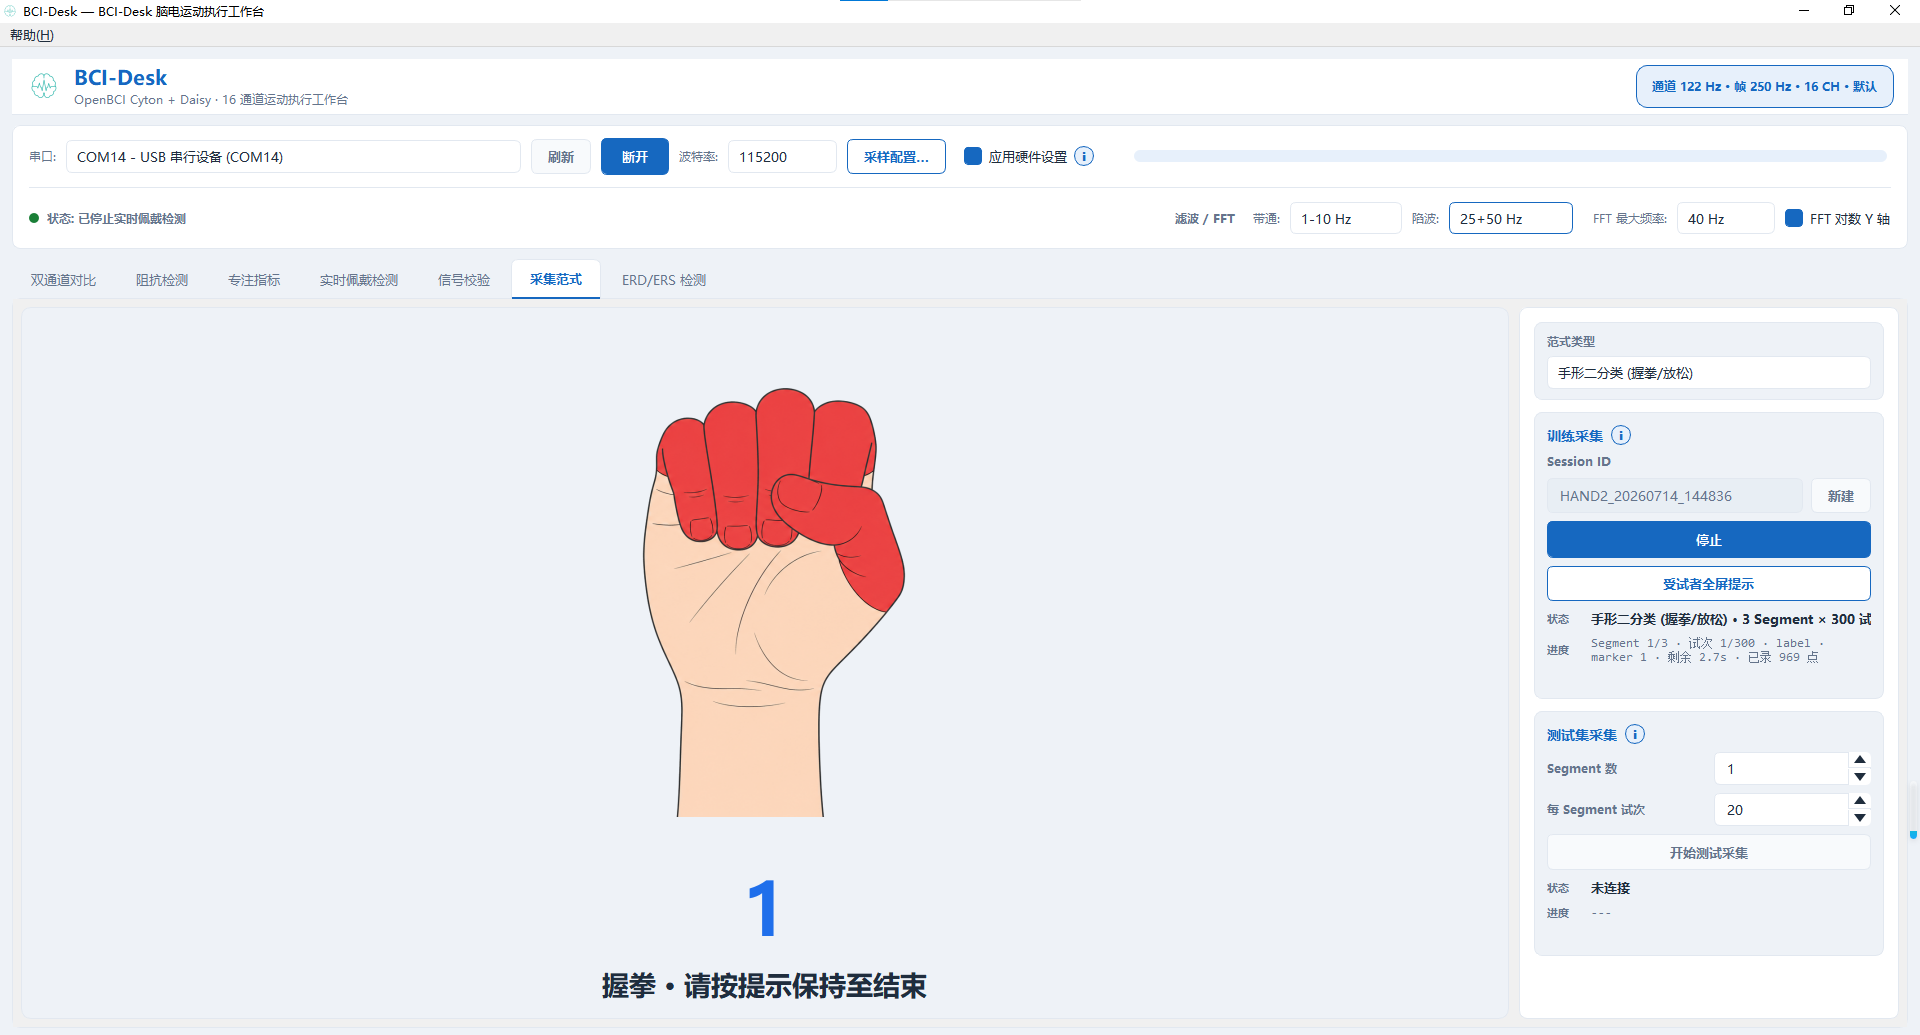 BCI-Desk — BCI-Desk 脑电运动执行工作台
帮助(H)
BCI-Desk
OpenBCI Cyton + Daisy · 16 通道运动执行工作台
通道 122 Hz • 帧 250 Hz • 16 CH • 默认
串口: COM14 - USB 串行设备 (COM14) 刷新 断开 波特率: 115200 采样配置... 应用硬件设置 i
状态: 已停止实时佩戴检测 滤波 / FFT 带通: 1-10 Hz 陷波: 25+50 Hz FFT 最大频率: 40 Hz FFT 对数 Y 轴
双通道对比 阻抗检测 专注指标 实时佩戴检测 信号校验 采集范式 ERD/ERS 检测
1
握拳 • 请按提示保持至结束
范式类型
手形二分类 (握拳/放松)
训练采集 i
Session ID
HAND2_20260714_144836 新建
停止
受试者全屏提示
状态 手形二分类 (握拳/放松) • 3 Segment × 300 试
进度 Segment 1/3 · 试次 1/300 · label ·
marker 1 · 剩余 2.7s · 已录 969 点
测试集采集 i
Segment 数 1
每 Segment 试次 20
开始测试采集
状态 未连接
进度 ---